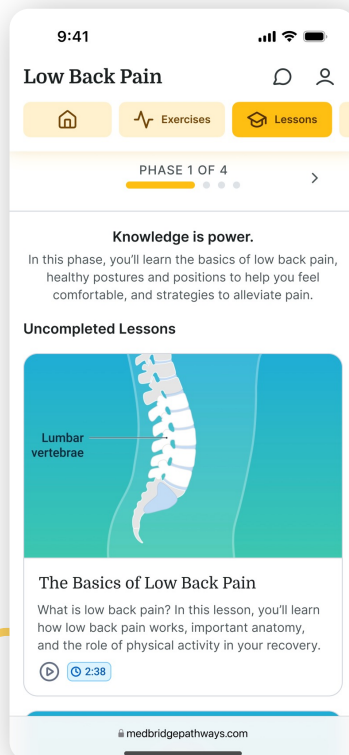 9:41
Low Back Pain
Exercises
Lessons
PHASE 1 OF 4
Knowledge is power.
In this phase, you'll learn the basics of low back pain,
healthy postures and positions to help you feel
comfortable, and strategies to alleviate pain.
Uncompleted Lessons
Lumbar
vertebrae
The Basics of Low Back Pain
What is low back pain? In this lesson, you'll learn
how low back pain works, important anatomy,
and the role of physical activity in your recovery.
2:38
medbridgepathways.com